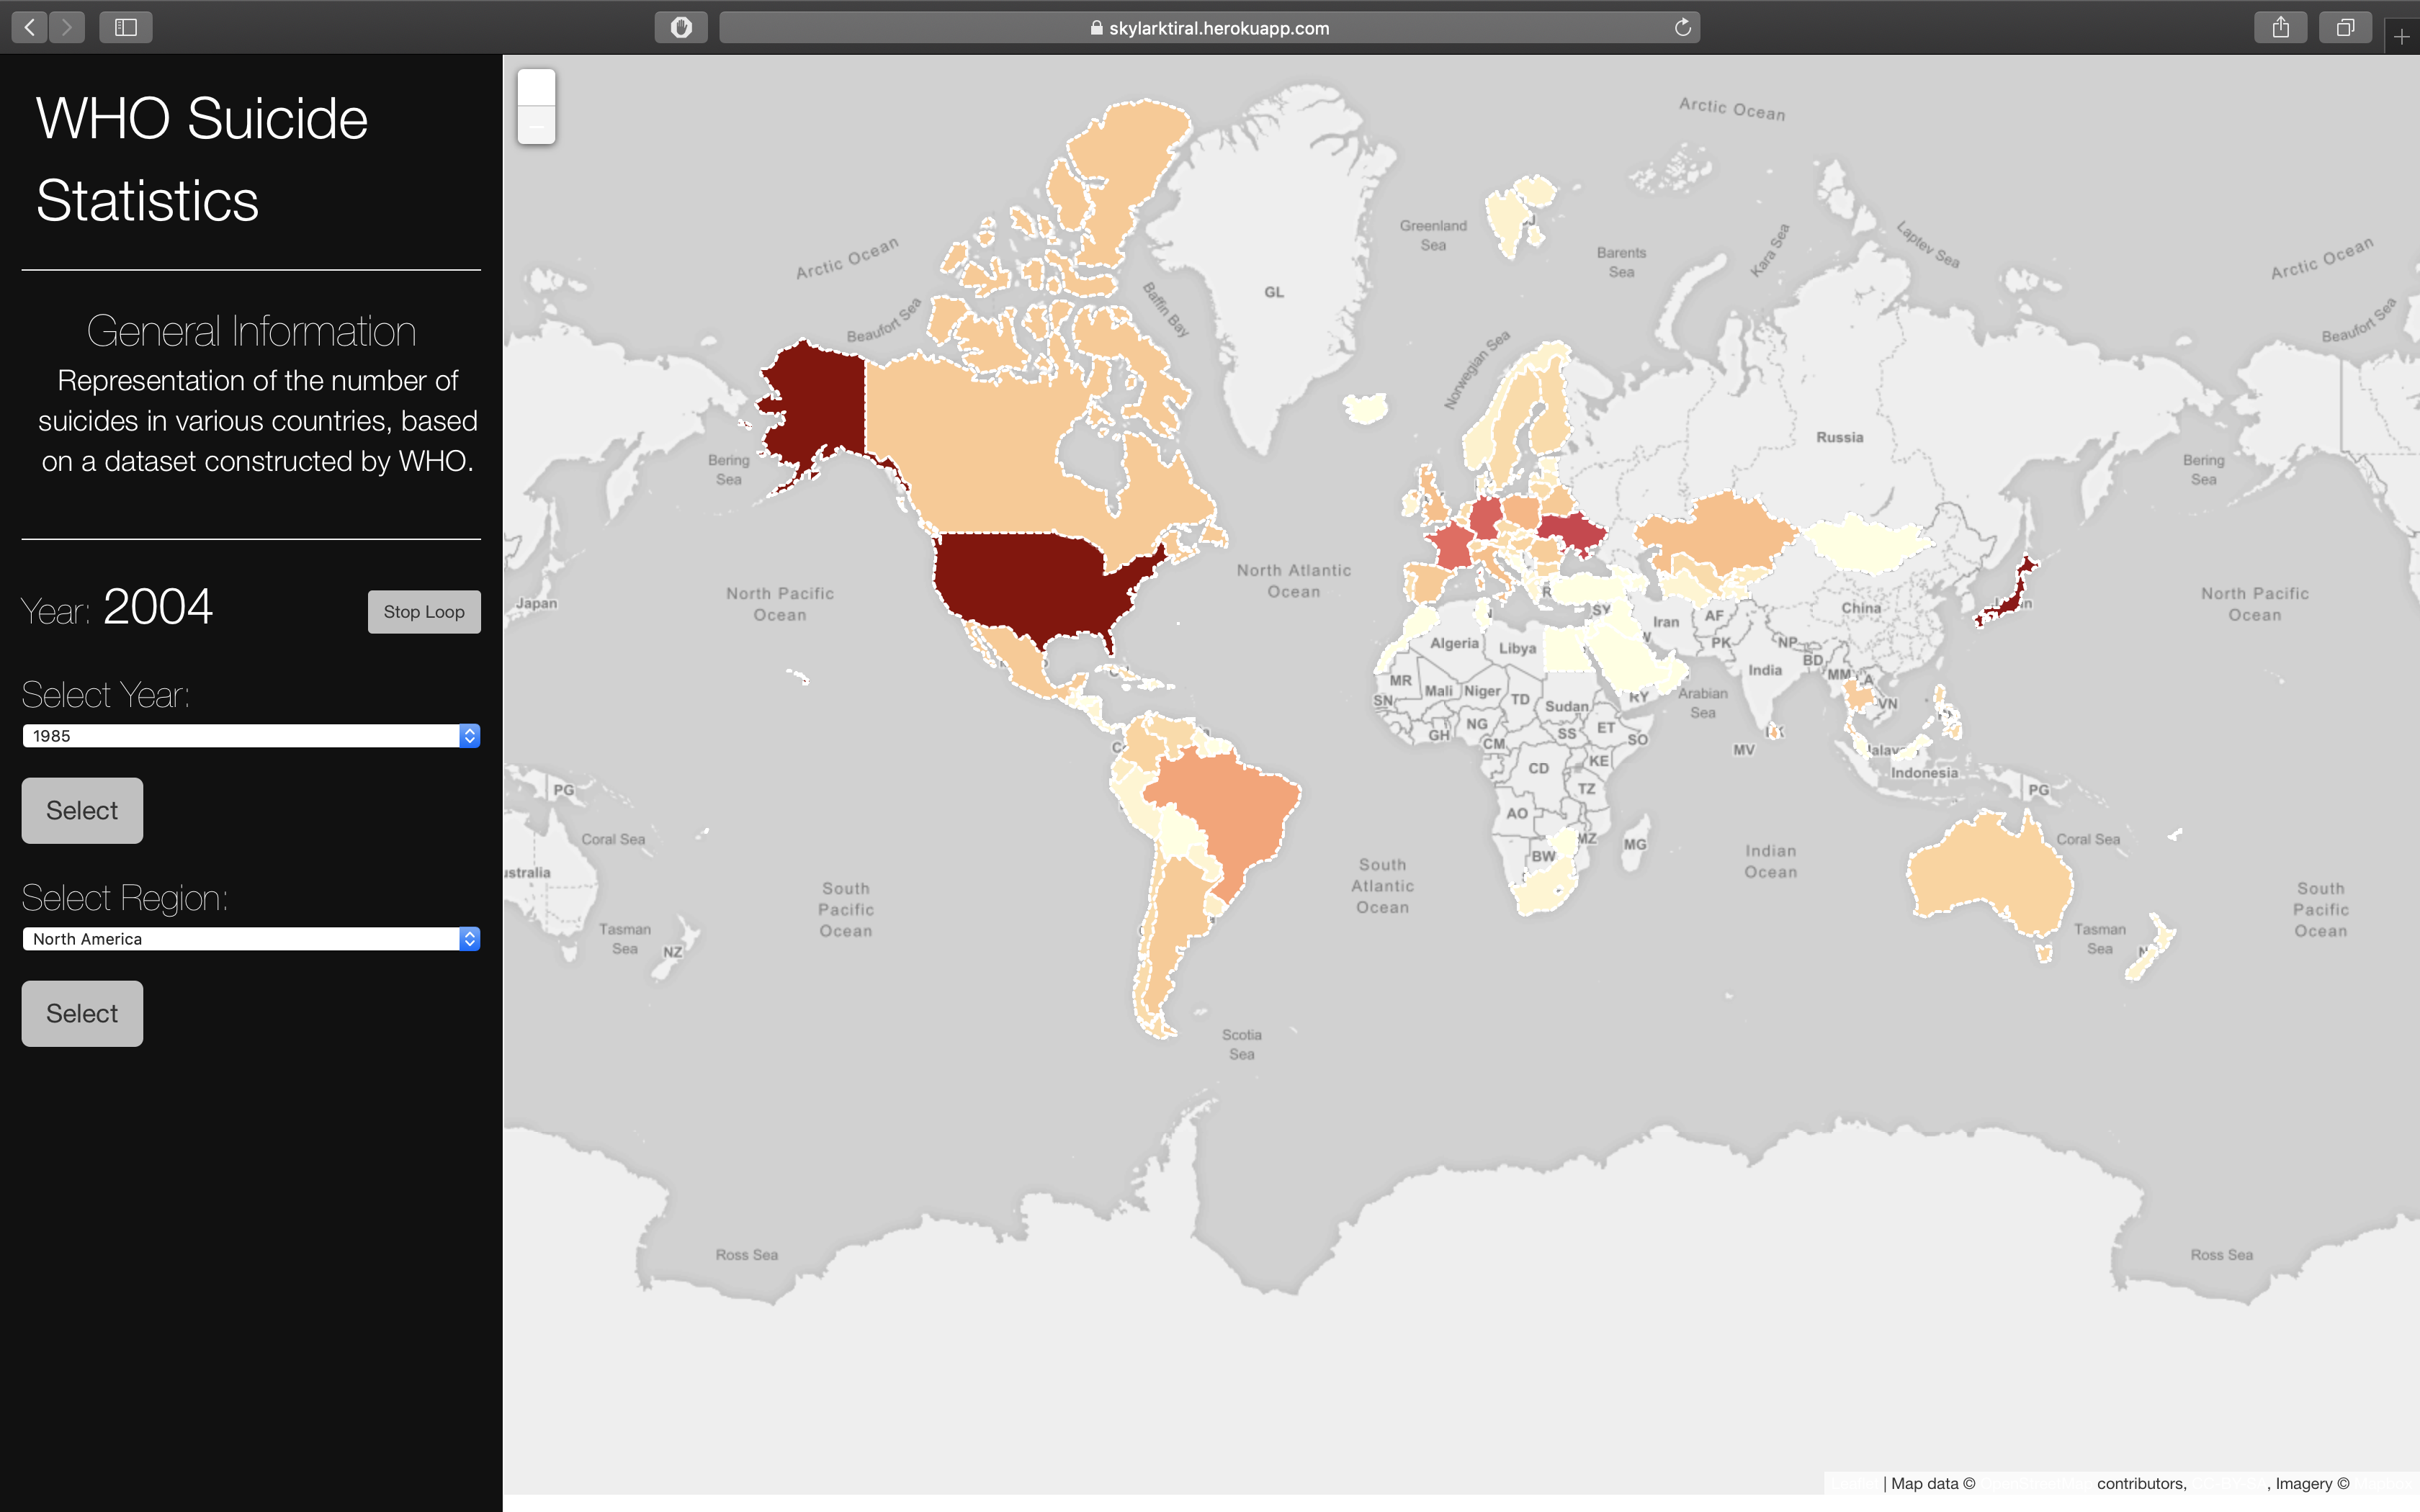 skylarktiral.herokuapp.com
WHO Suicide
Statistics
General Information
Representation of the number of
suicides in various countries, based
on a dataset constructed by WHO.
Year: 2004
Stop Loop
Select Year:
1985
Select
Select Region:
North America
Select
Arctic Ocean
Arctic Ocean
Beaufort Sea
Baffin Bay
GL
Greenland
Sea
Barents
Sea
Kara Sea
Laptev Sea
Arctic Ocean
Beaufort Sea
Norwegian Sea
Russia
Bering
Sea
Bering
Sea
Japan
North Pacific
Ocean
North Atlantic
Ocean
North Pacific
Ocean
SY
Iran
AF
China
Algeria
Libya
PK
NP
BD
India
MM
MR
Mali
Niger
TD
Sudan
RY
Arabian
Sea
VN
SN
NG
GH
CM
SS
ET
SO
MV
KE
CD
TZ
Indonesia
PG
PG
AO
MZ
BW
MG
Coral Sea
Coral Sea
ustralia
Indian
Ocean
South
Pacific
Ocean
South
Atlantic
Ocean
South
Pacific
Ocean
Tasman
Sea
NZ
Tasman
Sea
Scotia
Sea
Ross Sea
Ross Sea
| Map data © OpenStreetMap contributors, CC-BY-SA, Imagery © Mapbox